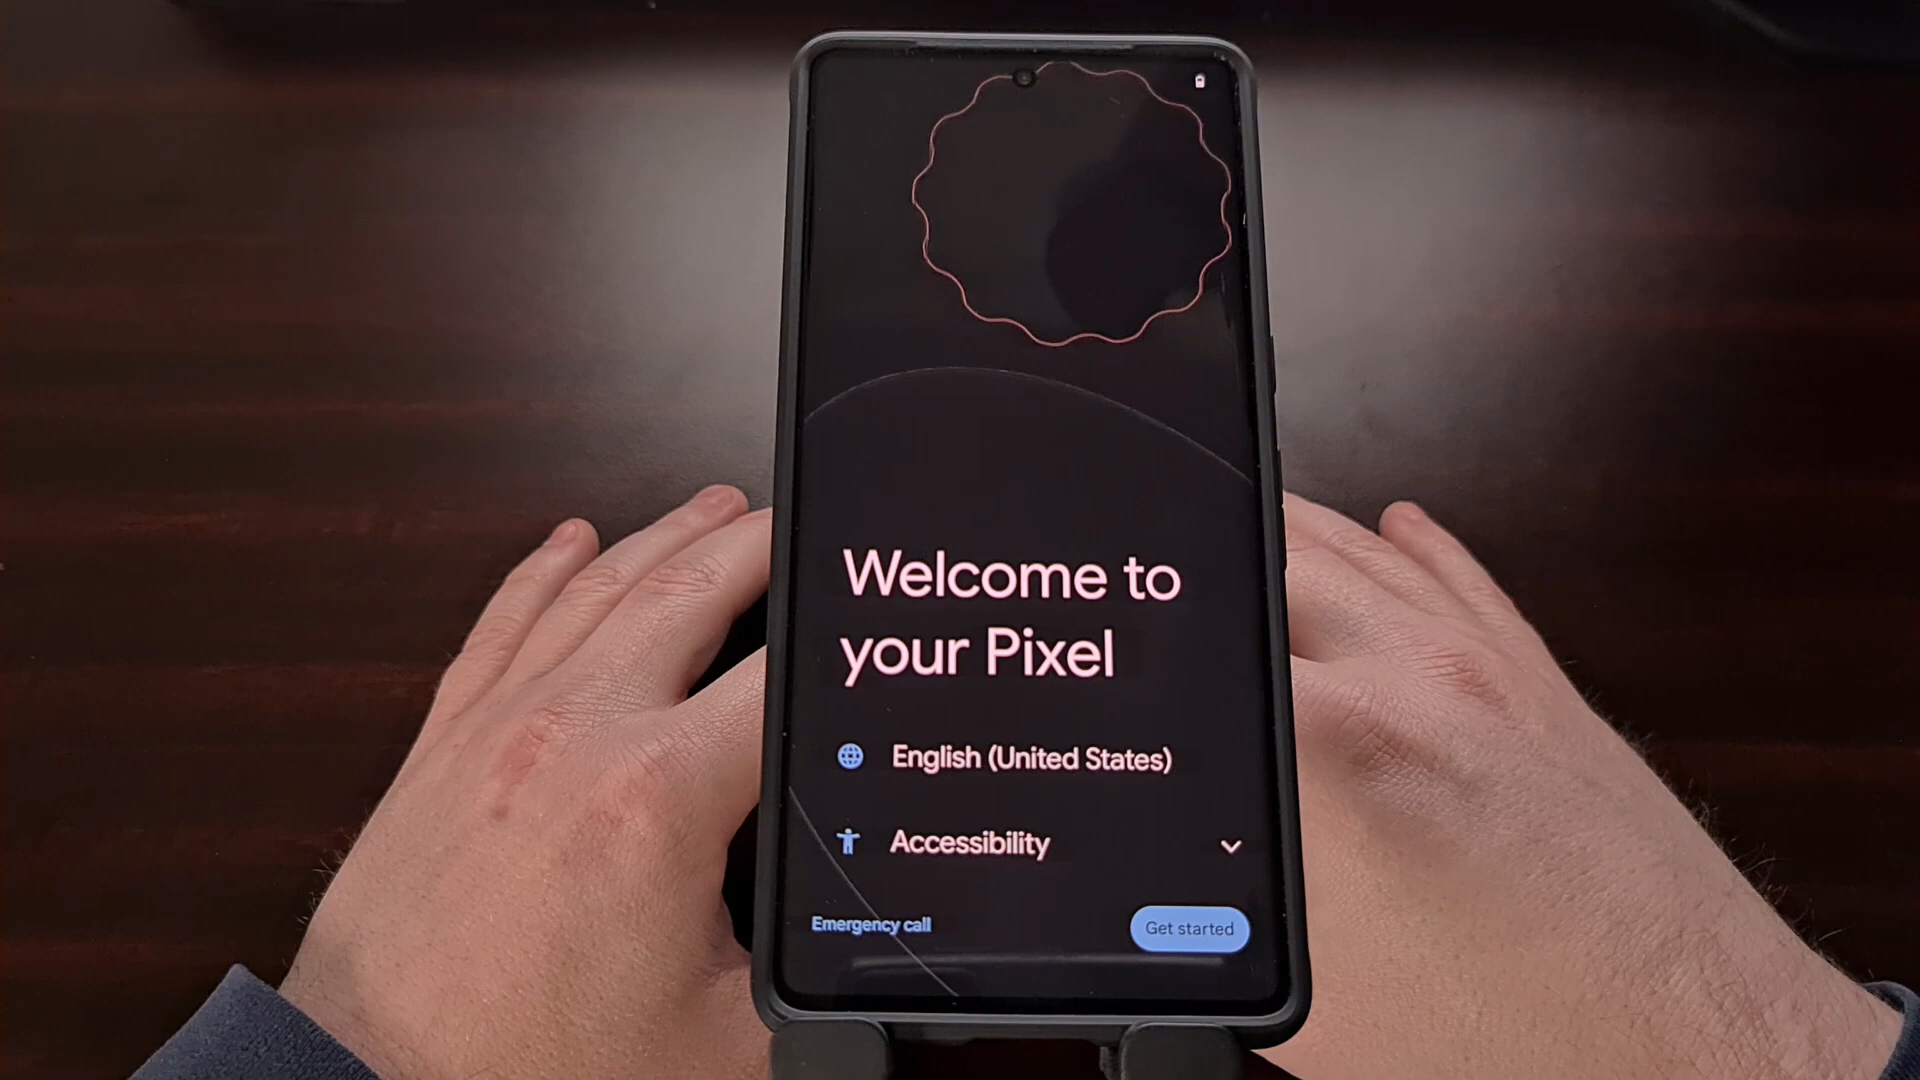 Welcome to
your Pixel
English (United States)
Accessibility
Emergency call
Get started